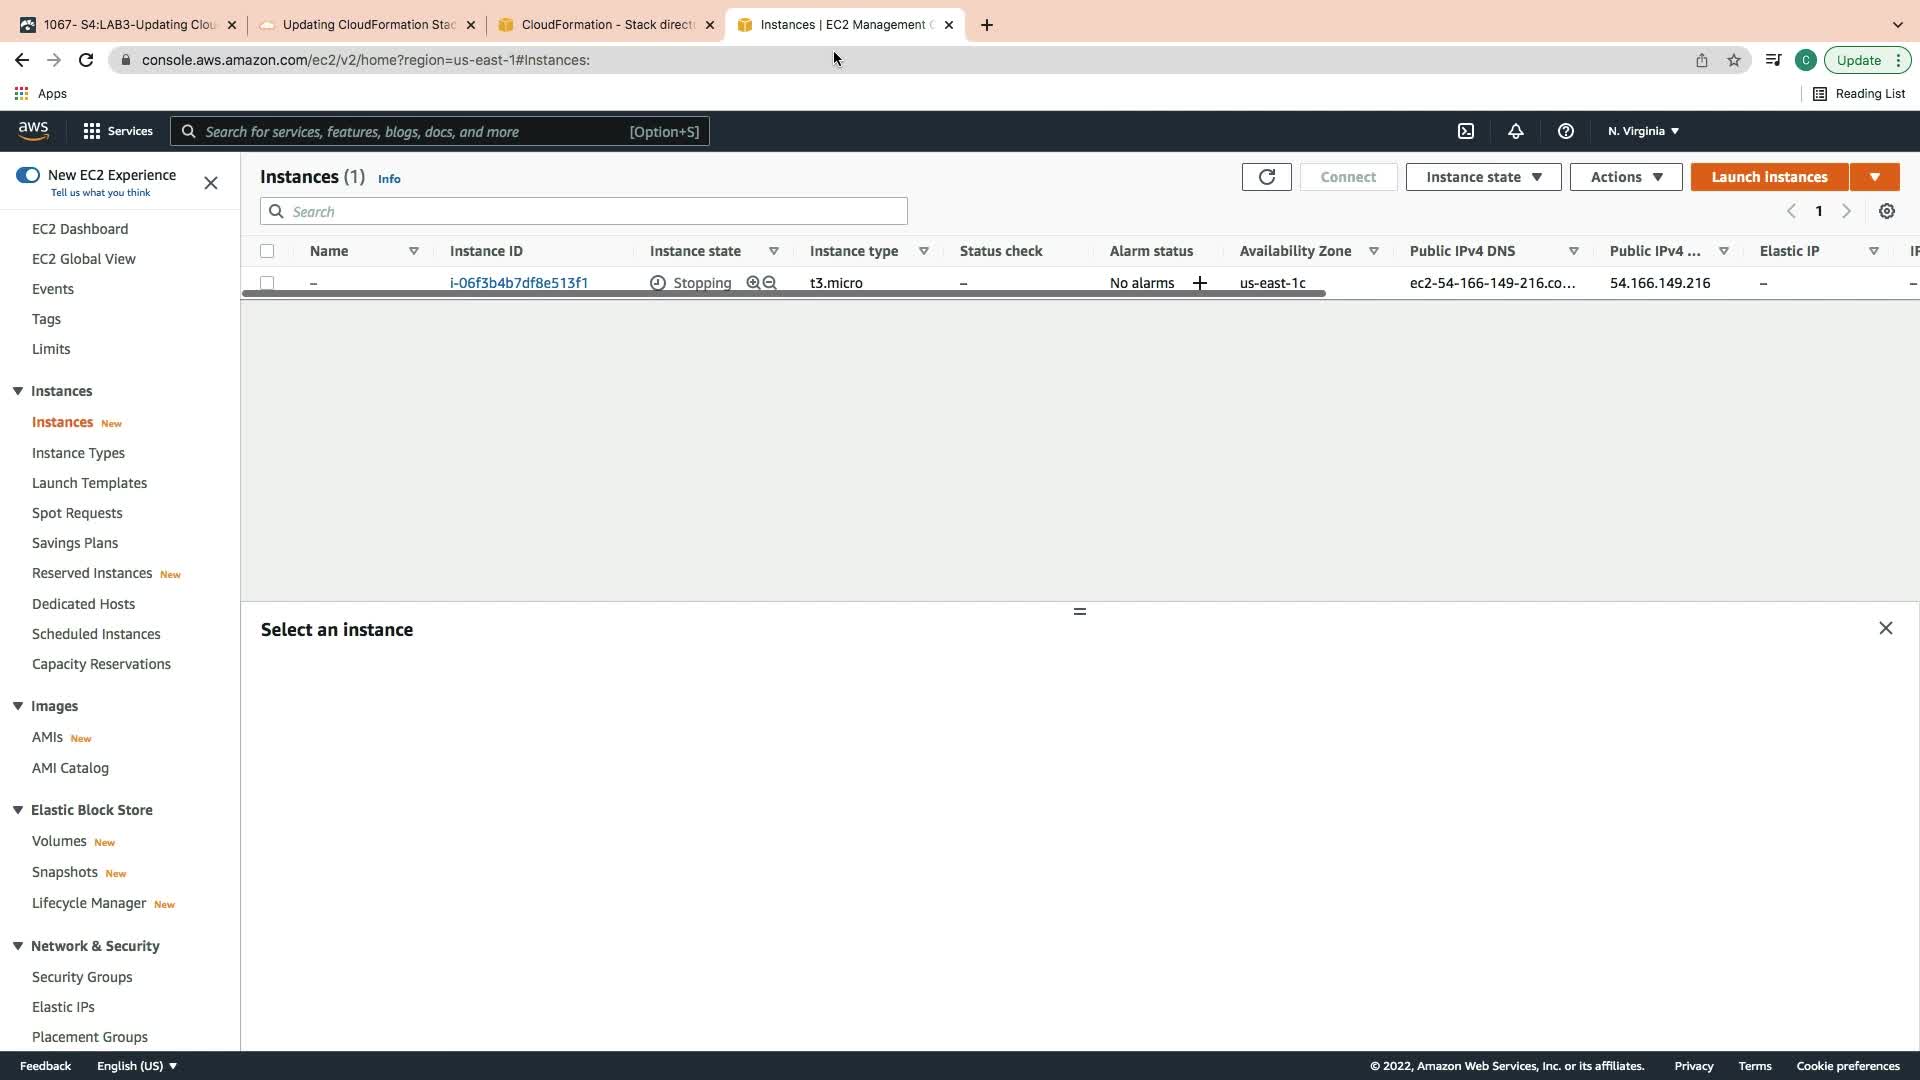 1067- S4:LAB3-Updating Clou
Updating CloudFormation Stac
CloudFormation - Stack direct
Instances | EC2 Management C
console.aws.amazon.com/ec2/v2/home?region=us-east-1#Instances:
C
Update
Apps
Reading List
aws
Services
Search for services, features, blogs, docs, and more
[Option+S]
N. Virginia
New EC2 Experience
Tell us what you think
EC2 Dashboard
EC2 Global View
Events
Tags
Limits
Instances
Instances New
Instance Types
Launch Templates
Spot Requests
Savings Plans
Reserved Instances New
Dedicated Hosts
Scheduled Instances
Capacity Reservations
Images
AMIs New
AMI Catalog
Elastic Block Store
Volumes New
Snapshots New
Lifecycle Manager New
Network & Security
Security Groups
Elastic IPs
Placement Groups
Instances (1) Info
Connect
Instance state
Actions
Launch instances
Search
1
Name Instance ID Instance state Instance type Status check Alarm status Availability Zone Public IPv4 DNS Public IPv4 ... Elastic IP IP
– i-06f3b4b7df8e513f1 Stopping t3.micro – No alarms + us-east-1c ec2-54-166-149-216.co... 54.166.149.216 – –
Select an instance
Feedback
English (US)
© 2022, Amazon Web Services, Inc. or its affiliates.
Privacy
Terms
Cookie preferences